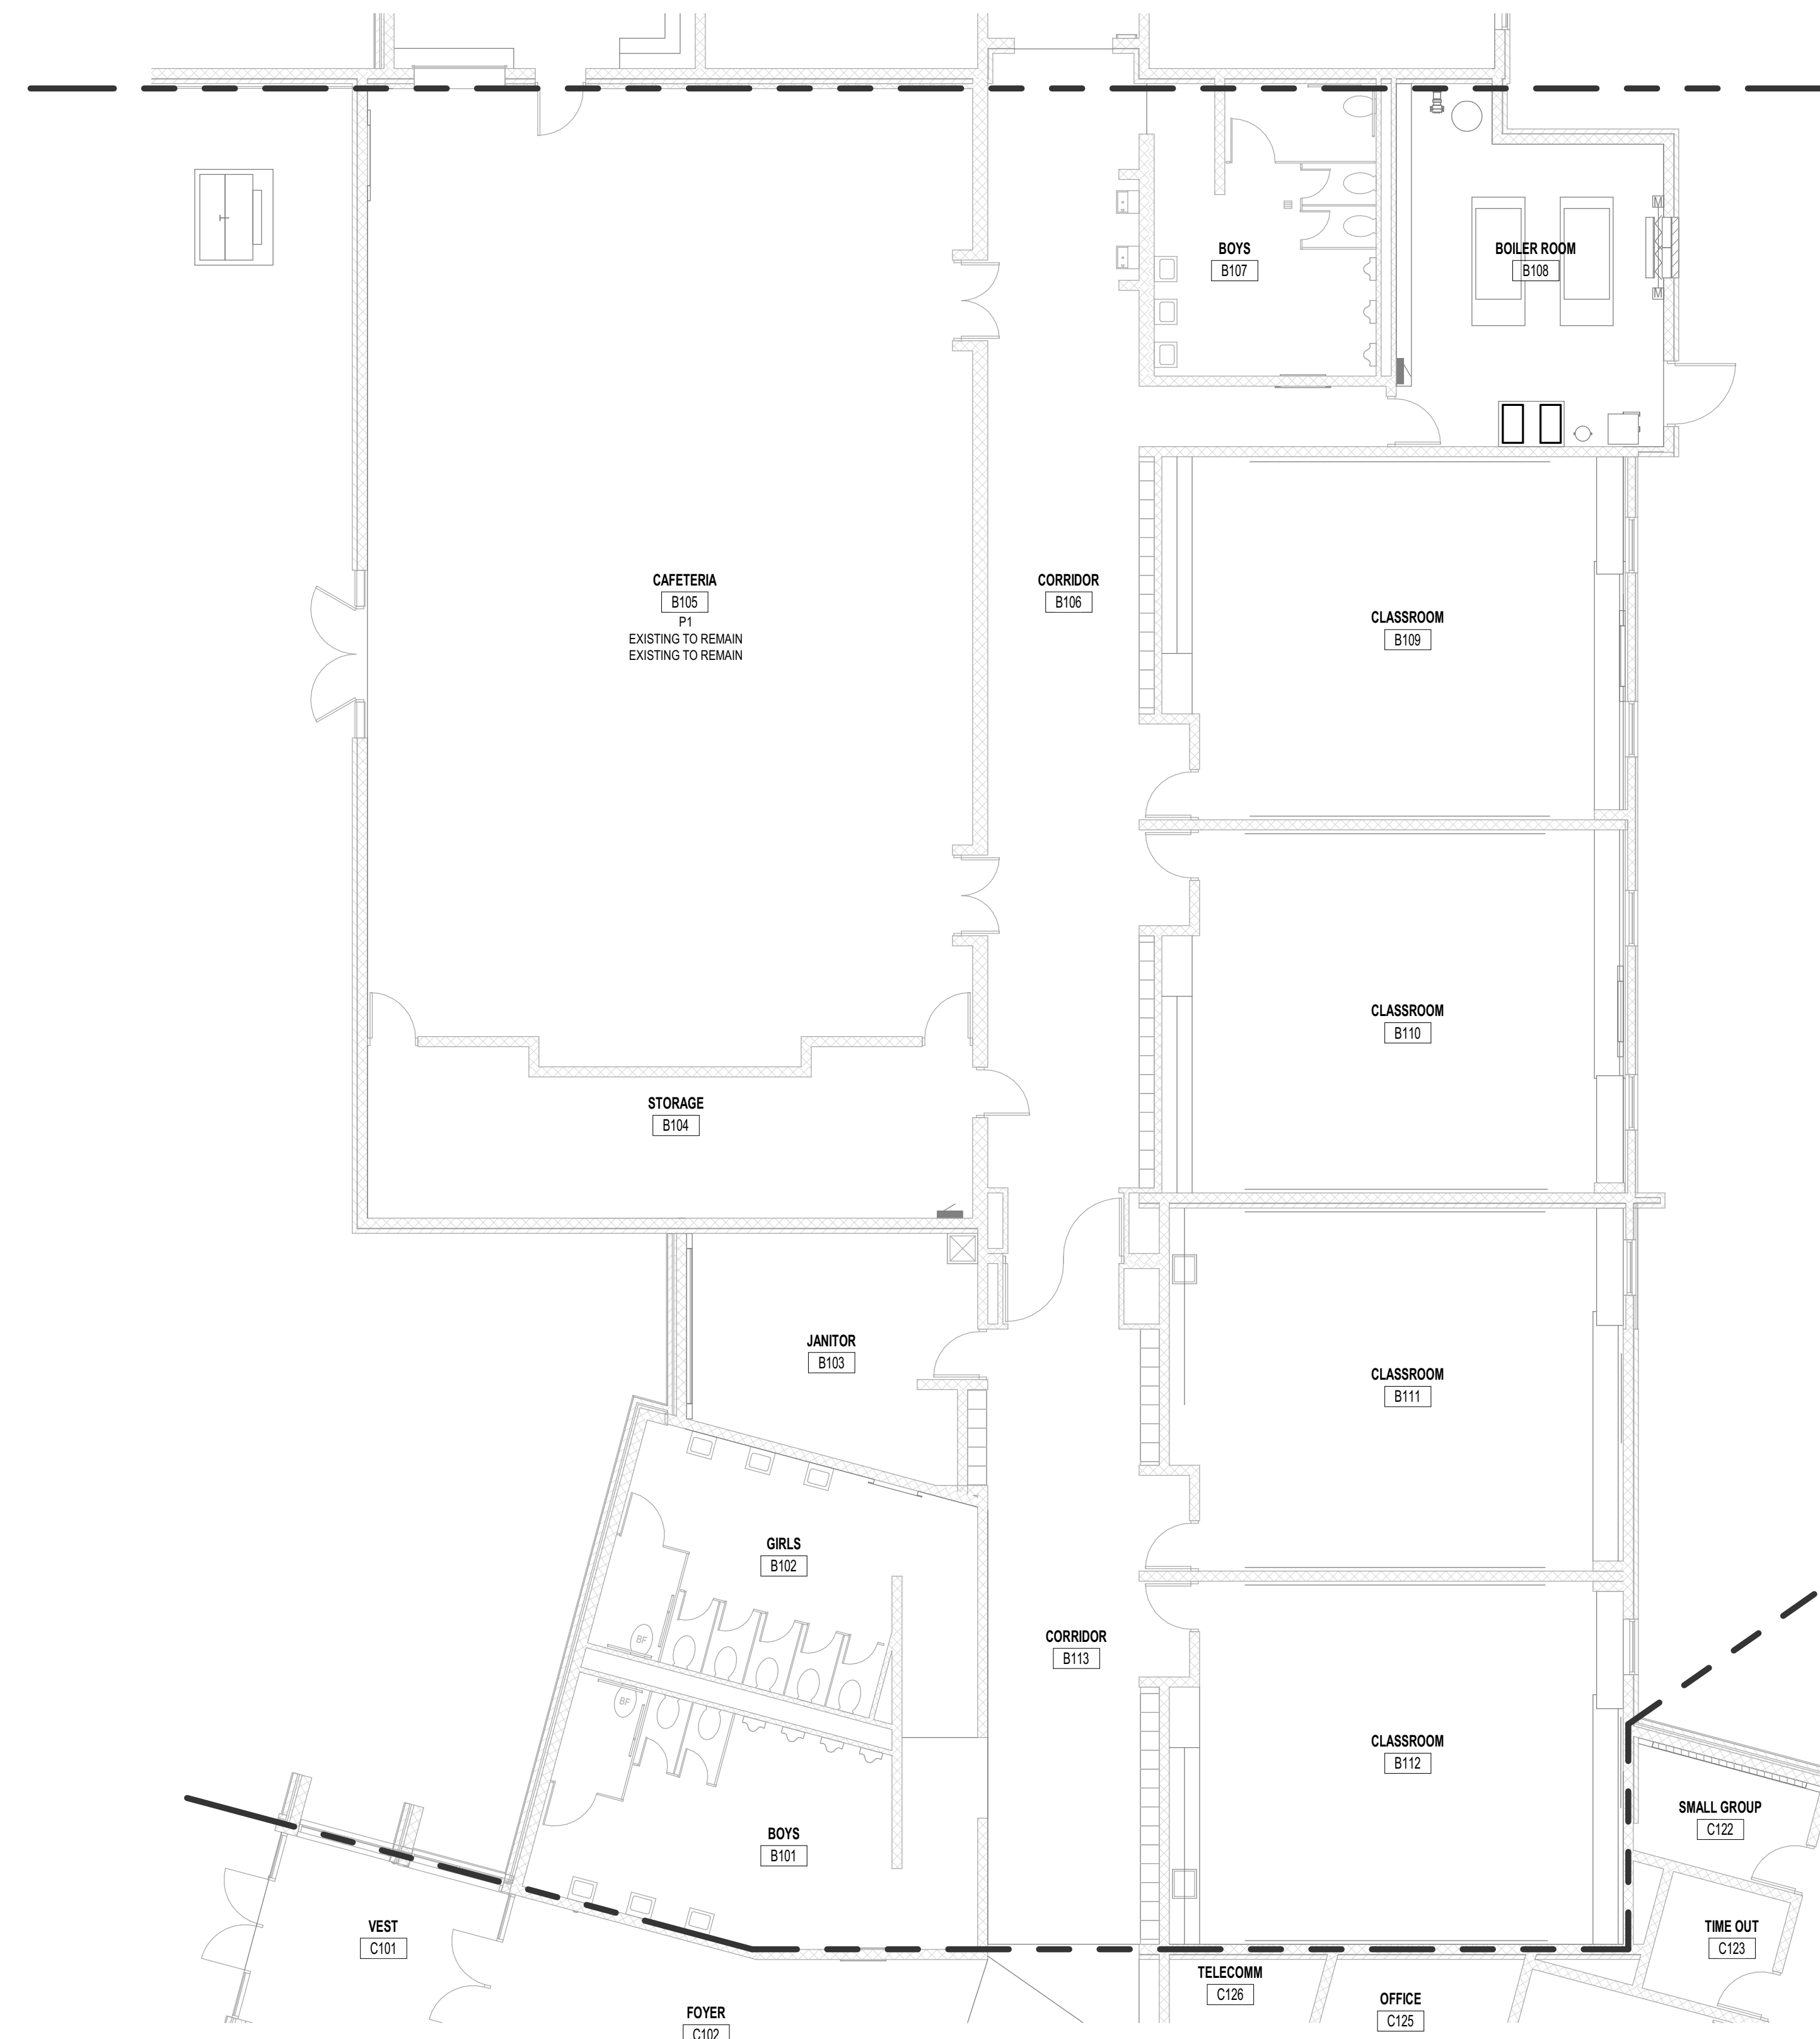 BOYS
B107
BOILER ROOM
B108
M
M
CAFETERIA
B105
P1
EXISTING TO REMAIN
EXISTING TO REMAIN
CORRIDOR
B106
CLASSROOM
B109
CLASSROOM
B110
STORAGE
B104
JANITOR
B103
CLASSROOM
B111
GIRLS
B102
BF
CORRIDOR
B113
BF
CLASSROOM
B112
BOYS
B101
SMALL GROUP
C122
VEST
C101
TIME OUT
C123
TELECOMM
C126
OFFICE
C125
FOYER
C102